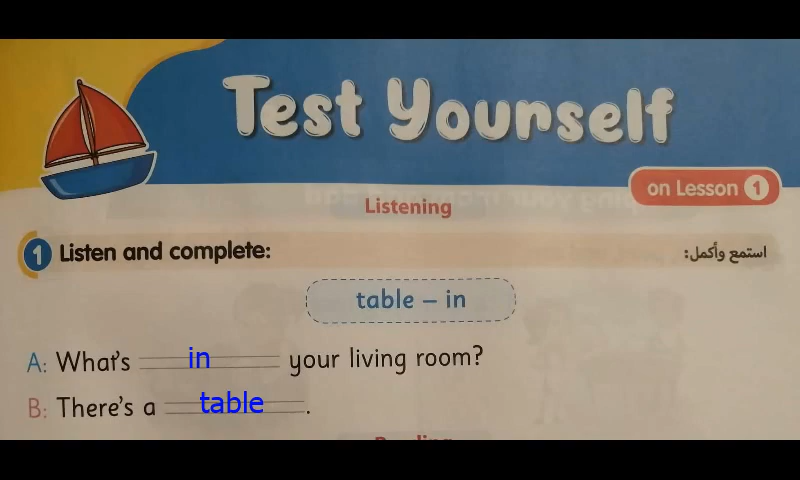 Test Yourself
on Lesson 1
Listening
1 Listen and complete:
استمع وأكمل:
table – in
A: What's in your living room?
B: There's a table.